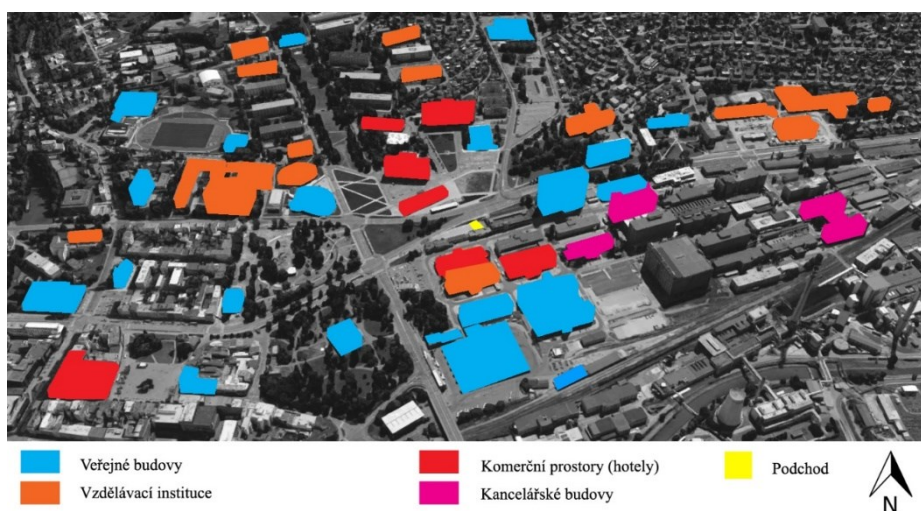 Veřejné budovy
Komerční prostory (hotely)
Podchod
Vzdělávací instituce
Kancelářské budovy
N